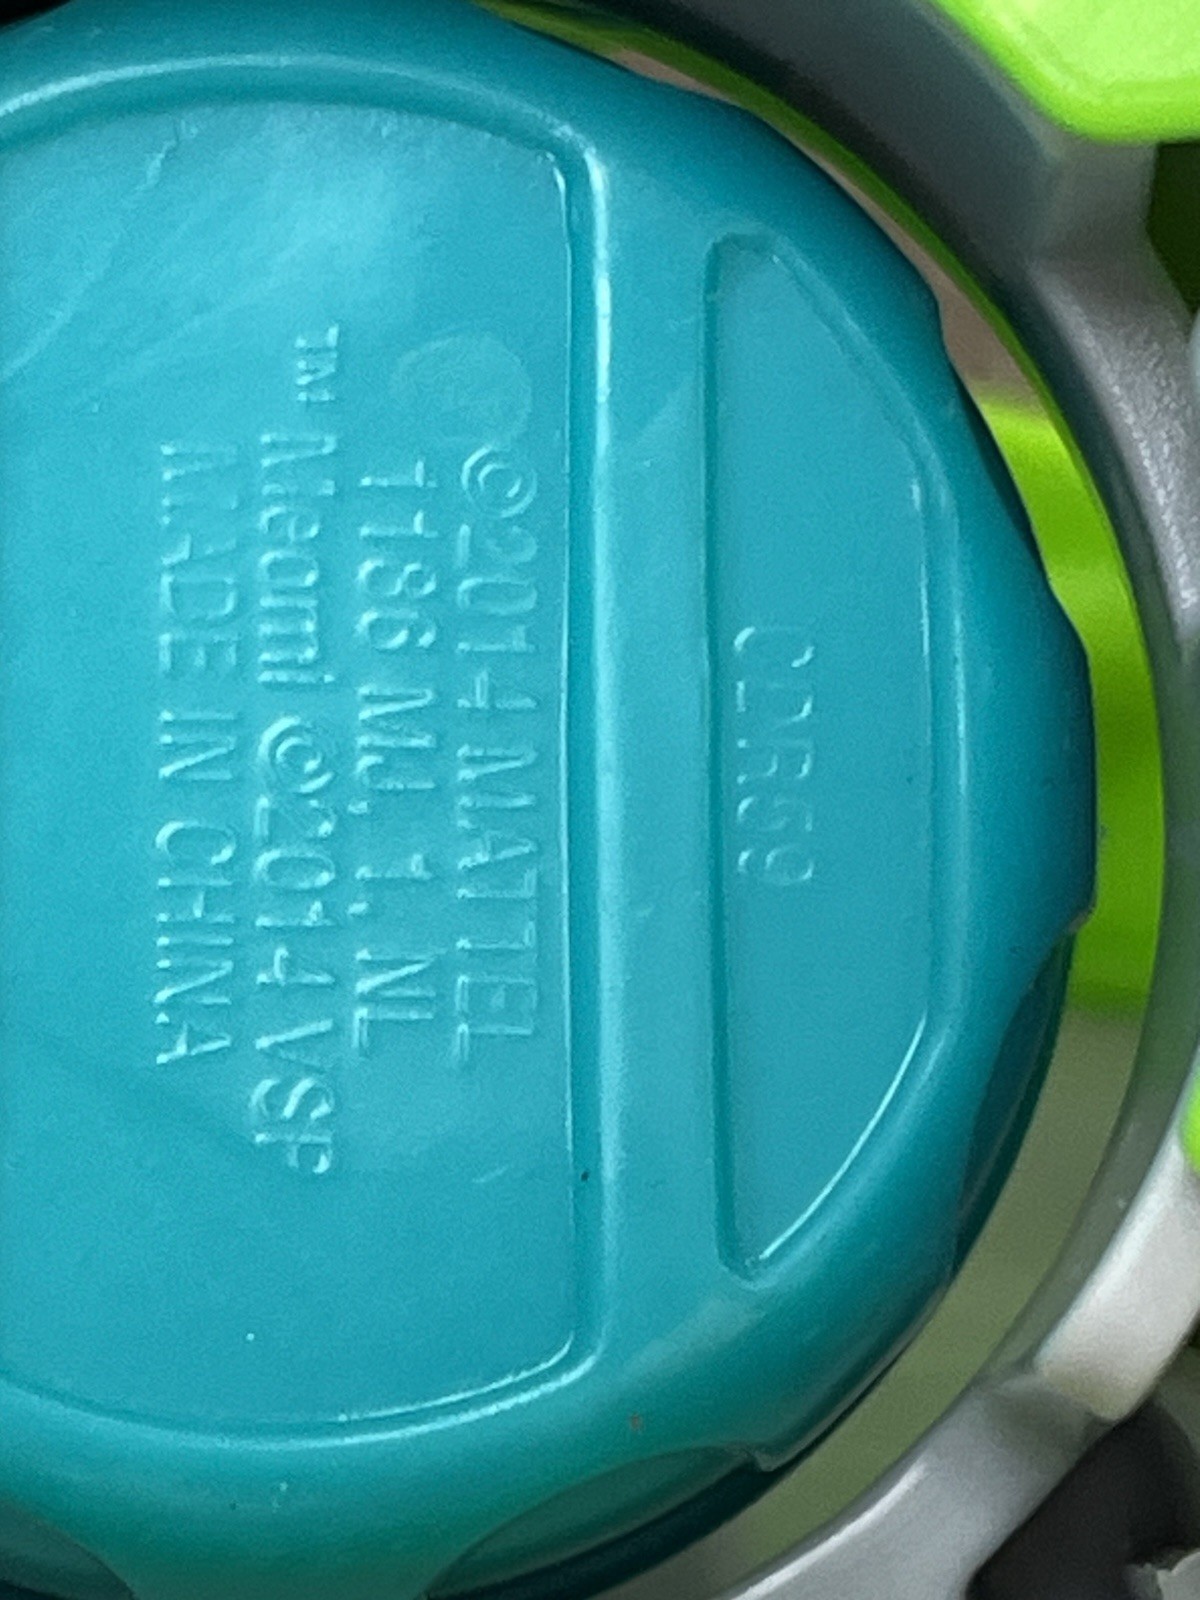 CDR69
©2014 MATTEL
1186 MJ, 1, NL
™ Meomi ©2014 VSP
MADE IN CHINA